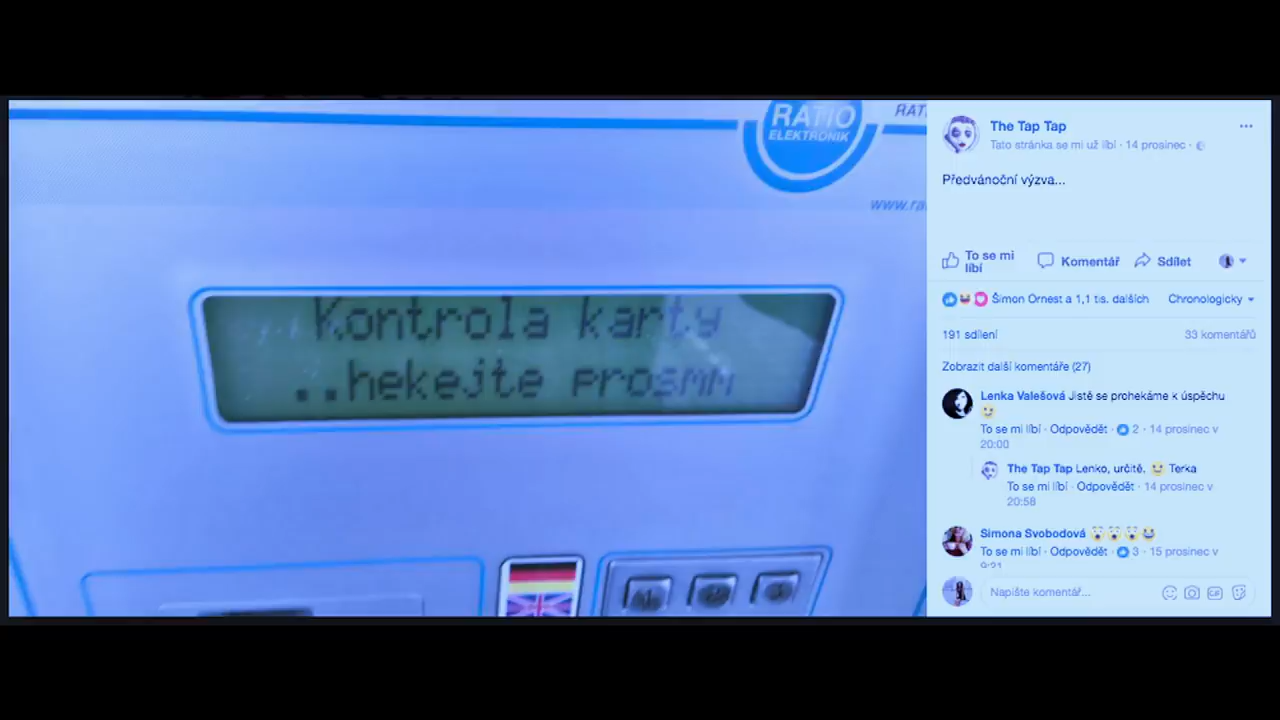 RATIO
ELEKTRONIK
Kontrola karty
..hekejte prosmm
The Tap Tap
Tato stránka se mi už líbí · 14 prosinec ·
Předvánoční výzva...
To se mi
líbí
Komentář
Sdílet
Šimon Ornest a 1,1 tis. dalších
Chronologicky
191 sdílení
33 komentářů
Zobrazit další komentáře (27)
Lenka Valešová Jistě se prohekáme k úspěchu
To se mi líbí · Odpovědět · 2 · 14 prosinec v
20:00
The Tap Tap Lenko, určitě. Terka
To se mi líbí · Odpovědět · 14 prosinec v
20:58
Simona Svobodová
To se mi líbí · Odpovědět · 3 · 15 prosinec v
Napište komentář...